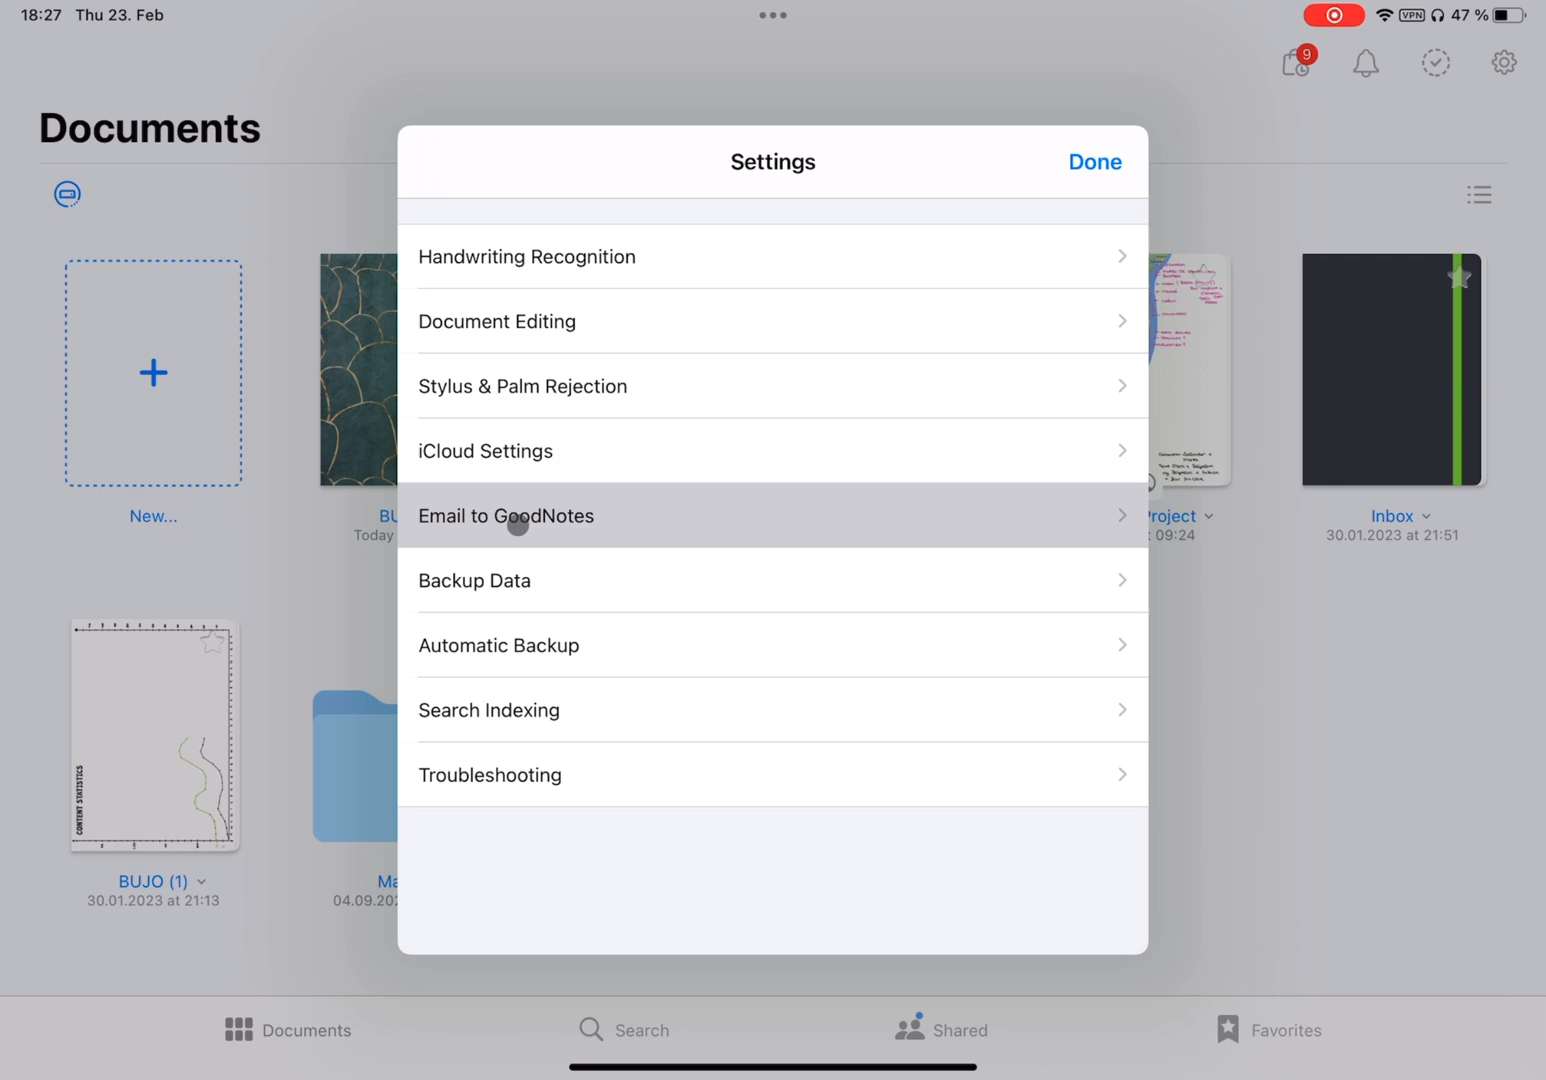 18:27 Thu 23. Feb
VPN 47 %
9
Documents
Settings
Done
Handwriting Recognition
Document Editing
Stylus & Palm Rejection
iCloud Settings
Email to GoodNotes
Backup Data
Automatic Backup
Search Indexing
Troubleshooting
New...
BU
Today
Project
09:24
Inbox
30.01.2023 at 21:51
CONTENT STATISTICS
BUJO (1)
30.01.2023 at 21:13
Ma
04.09.202
Documents
Search
Shared
Favorites